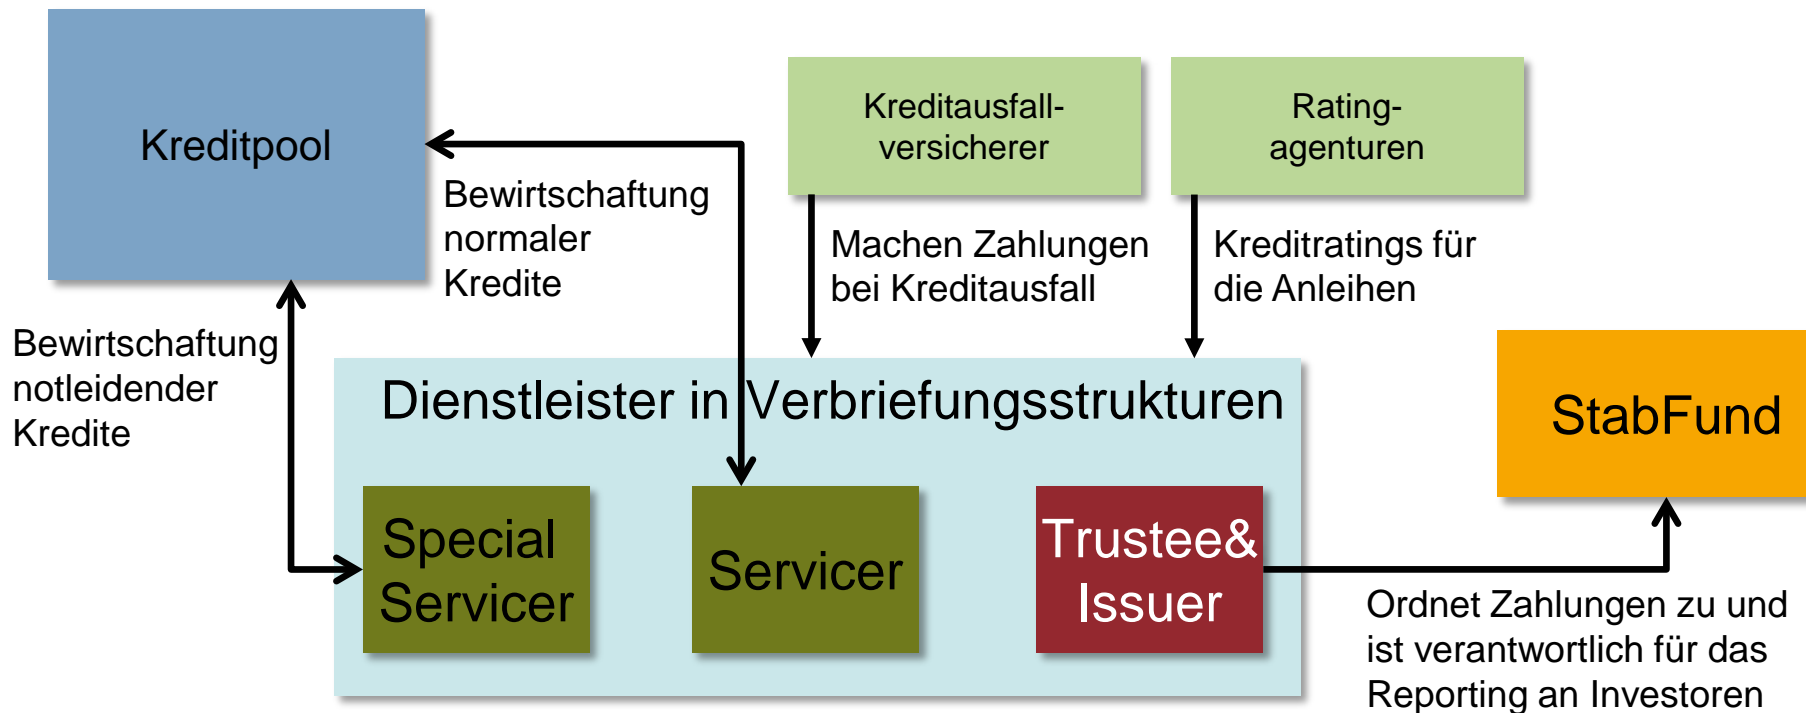 Kreditpool
Kreditausfall-
versicherer
Rating-
agenturen
Bewirtschaftung
normaler
Kredite
Machen Zahlungen
bei Kreditausfall
Kreditratings für
die Anleihen
Bewirtschaftung
notleidender
Kredite
Dienstleister in Verbriefungsstrukturen
StabFund
Special
Servicer
Servicer
Trustee&
Issuer
Ordnet Zahlungen zu und
ist verantwortlich für das
Reporting an Investoren